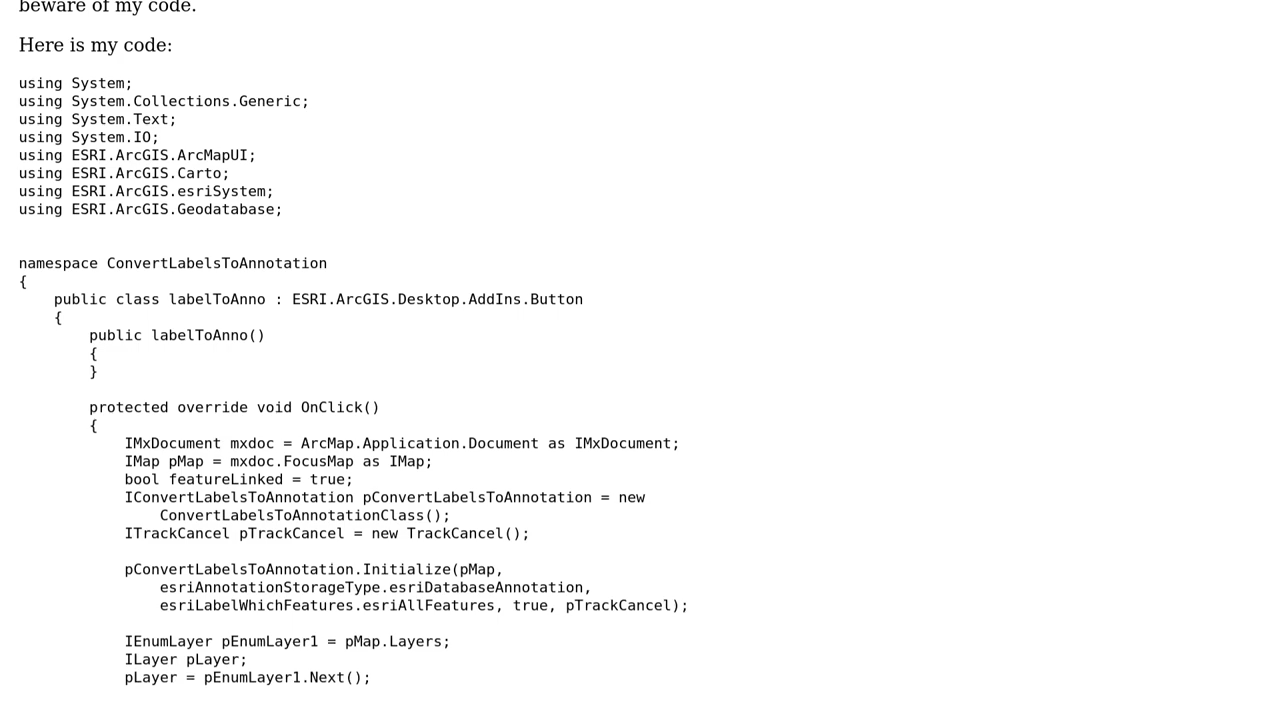 beware of my code.
Here is my code:
using System;
using System.Collections.Generic;
using System.Text;
using System.IO;
using ESRI.ArcGIS.ArcMapUI;
using ESRI.ArcGIS.Carto;
using ESRI.ArcGIS.esriSystem;
using ESRI.ArcGIS.Geodatabase;
namespace ConvertLabelsToAnnotation
{
    public class labelToAnno : ESRI.ArcGIS.Desktop.AddIns.Button
    {
        public labelToAnno()
        {
        }
        protected override void OnClick()
        {
            IMxDocument mxdoc = ArcMap.Application.Document as IMxDocument;
            IMap pMap = mxdoc.FocusMap as IMap;
            bool featureLinked = true;
            IConvertLabelsToAnnotation pConvertLabelsToAnnotation = new
                ConvertLabelsToAnnotationClass();
            ITrackCancel pTrackCancel = new TrackCancel();
            pConvertLabelsToAnnotation.Initialize(pMap,
                esriAnnotationStorageType.esriDatabaseAnnotation,
                esriLabelWhichFeatures.esriAllFeatures, true, pTrackCancel);
            IEnumLayer pEnumLayer1 = pMap.Layers;
            ILayer pLayer;
            pLayer = pEnumLayer1.Next();